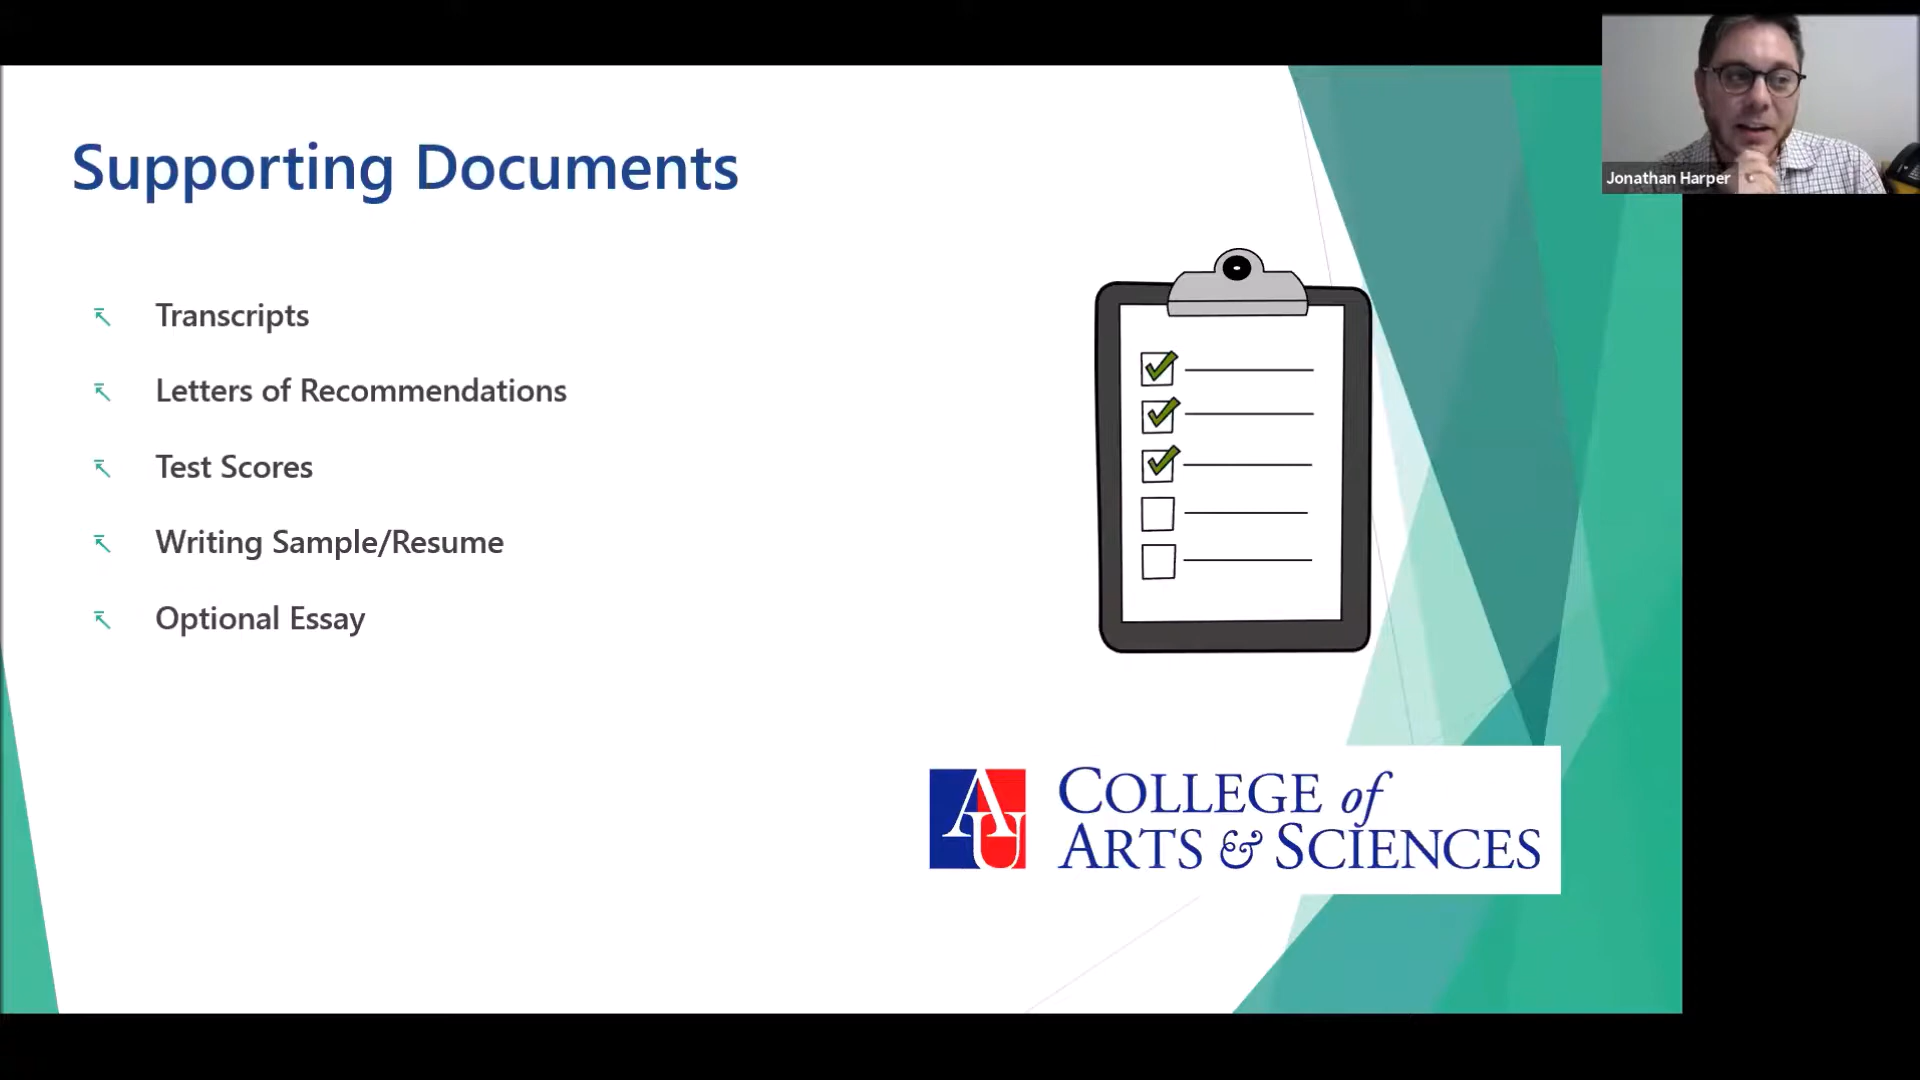 Supporting Documents
Transcripts
Letters of Recommendations
Test Scores
Writing Sample/Resume
Optional Essay
AU
COLLEGE of
ARTS & SCIENCES
Jonathan Harper